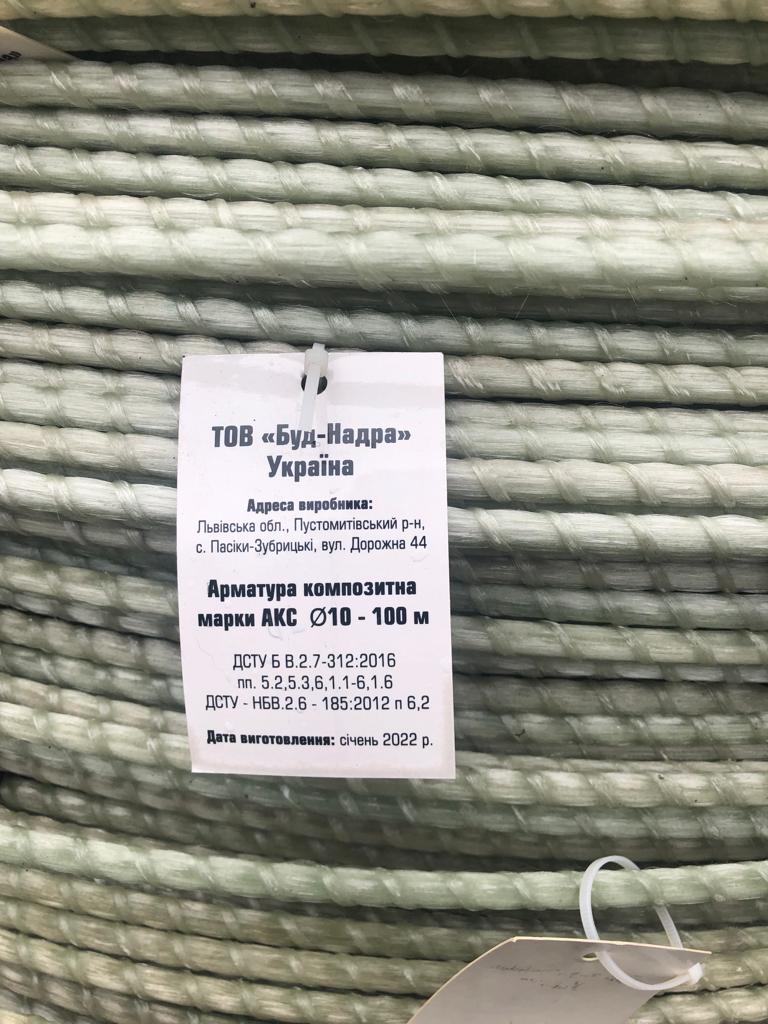 ТОВ «Буд-Надра»
Україна
Адреса виробника:
Львівська обл., Пустомитівський р-н,
с. Пасіки-Зубрицькі, вул. Дорожна 44
Арматура композитна
марки АКС Ø10 - 100 м
ДСТУ Б В.2.7-312:2016
пп. 5.2,5.3,6,1.1-6,1.6
ДСТУ - НБВ.2.6 - 185:2012 п 6,2
Дата виготовлення: січень 2022 р.